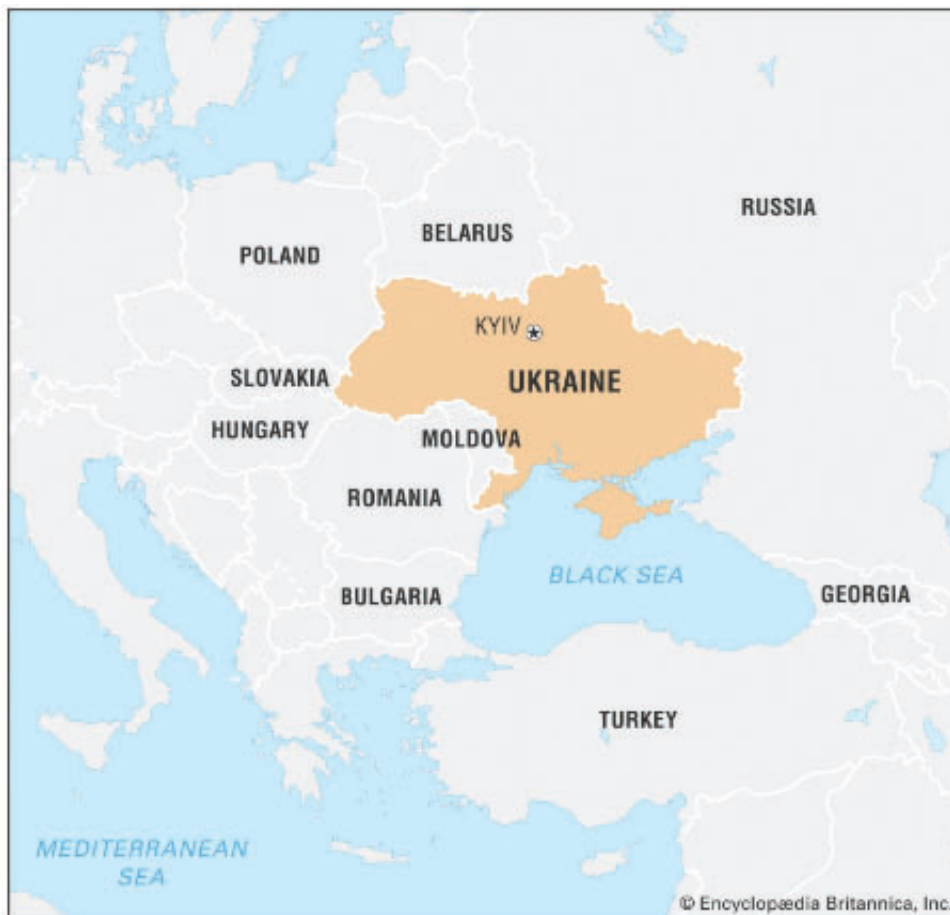 RUSSIA
BELARUS
POLAND
KYIV
SLOVAKIA
UKRAINE
HUNGARY
MOLDOVA
ROMANIA
BLACK SEA
BULGARIA
GEORGIA
TURKEY
MEDITERRANEAN
SEA
© Encyclopædia Britannica, Inc